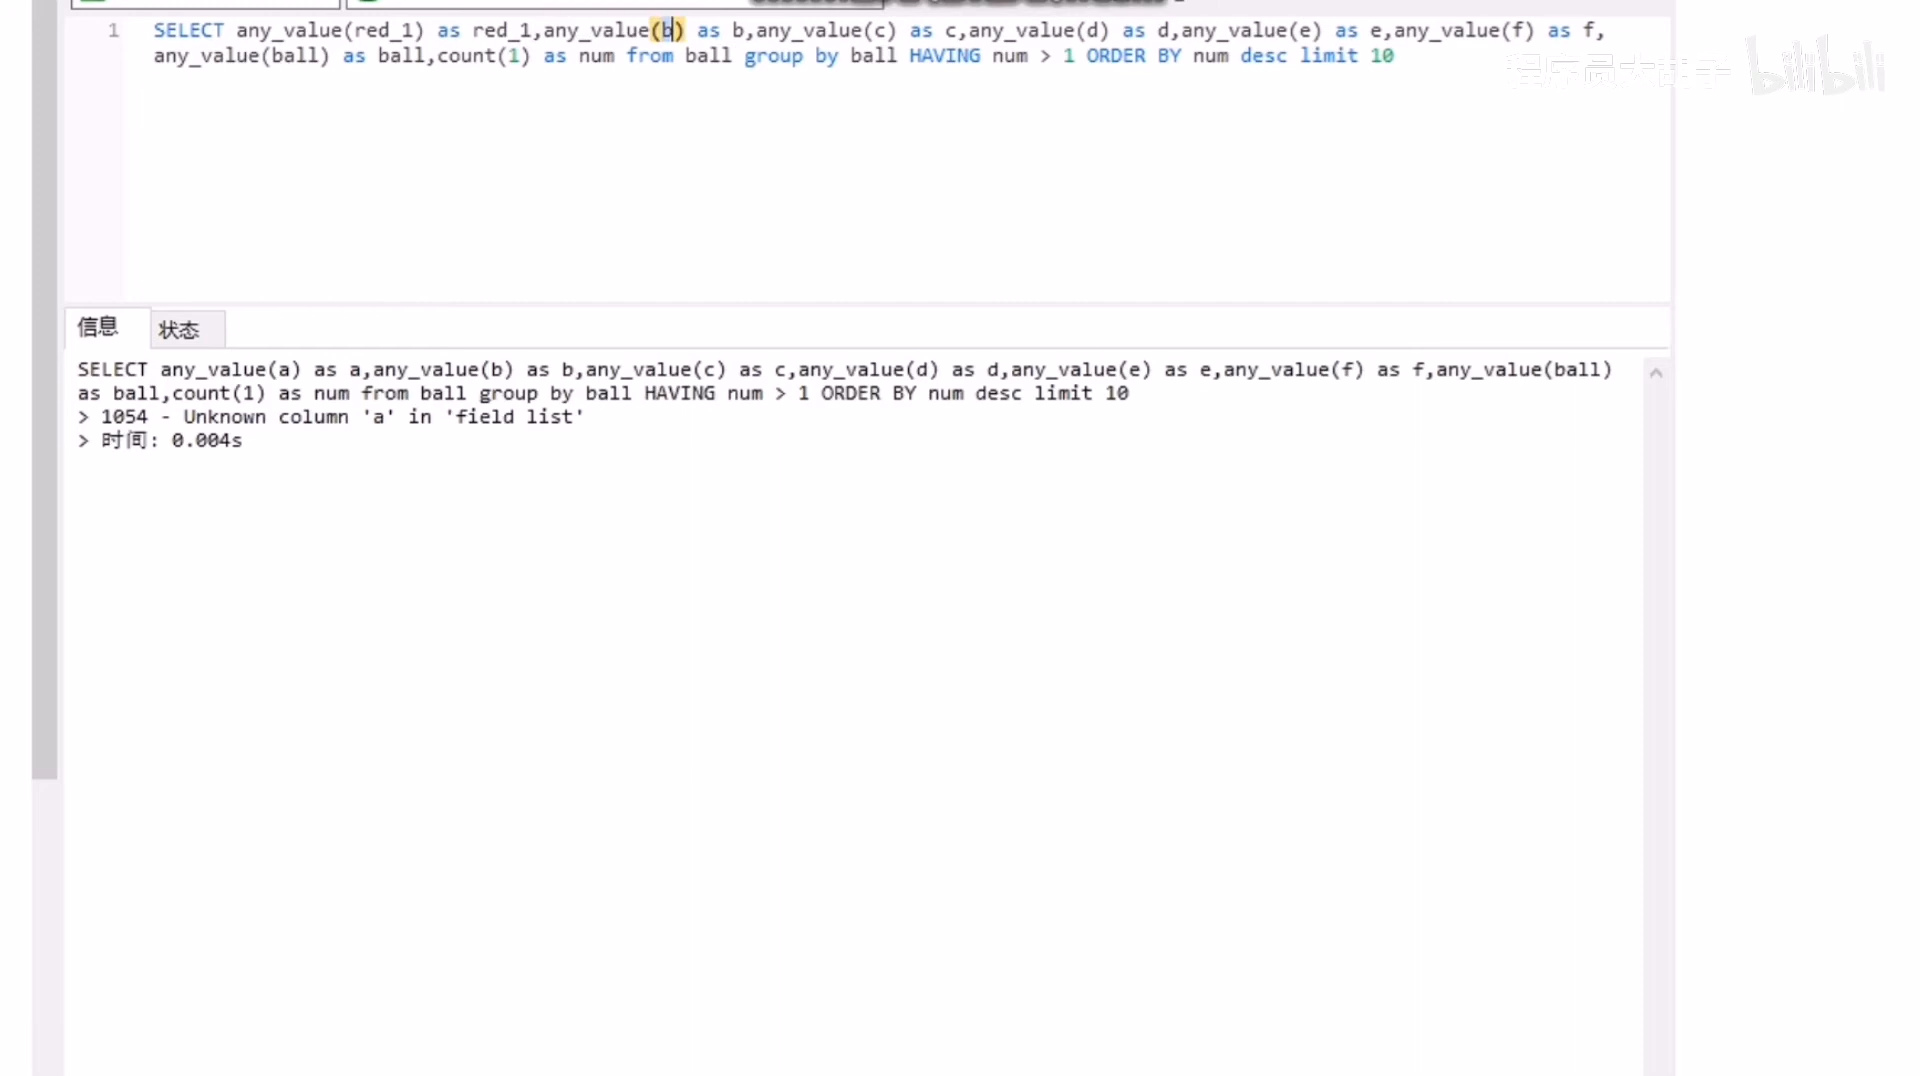 1 SELECT any_value(red_1) as red_1,any_value(b) as b,any_value(c) as c,any_value(d) as d,any_value(e) as e,any_value(f) as f,
any_value(ball) as ball,count(1) as num from ball group by ball HAVING num > 1 ORDER BY num desc limit 10
bilibili
信息 状态
SELECT any_value(a) as a,any_value(b) as b,any_value(c) as c,any_value(d) as d,any_value(e) as e,any_value(f) as f,any_value(ball)
as ball,count(1) as num from ball group by ball HAVING num > 1 ORDER BY num desc limit 10
> 1054 - Unknown column 'a' in 'field list'
> 时间: 0.004s